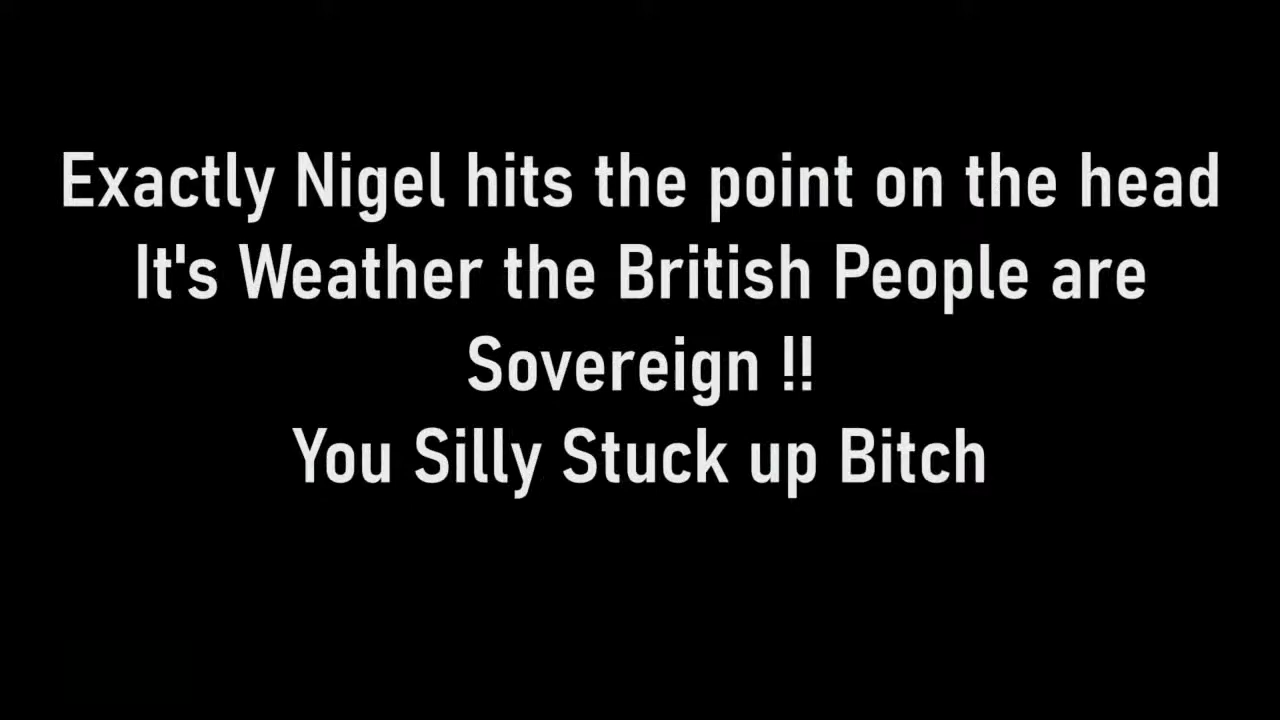 Exactly Nigel hits the point on the head
It's Weather the British People are
Sovereign !!
You Silly Stuck up Bitch